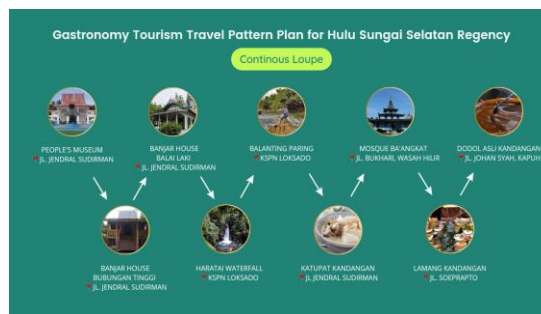 Gastronomy Tourism Travel Pattern Plan for Hulu Sungai Selatan Regency
Continous Loupe
PEOPLE'S MUSEUM
JL. JENDRAL SUDIRMAN
BANJAR HOUSE
BALAI LAKI
JL. JENDRAL SUDIRMAN
BALANTING PARING
KSPN LOKSADO
MOSQUE BA'ANGKAT
JL. BUKHARI, WASAH HILIR
DODOL ASLI KANDANGAN
JL. JOHAN SYAH, KAPUH
BANJAR HOUSE
BUBUNGAN TINGGI
JL. JENDRAL SUDIRMAN
HARATAI WATERFALL
KSPN LOKSADO
KATUPAT KANDANGAN
JL JENDRAL SUDIRMAN
LAMANG KANDANGAN
JL. SOEPRAPTO